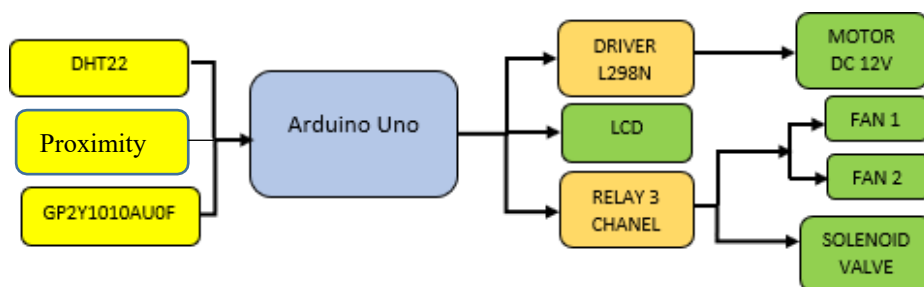 DHT22
Proximity
GP2Y1010AU0F
Arduino Uno
DRIVER
L298N
LCD
RELAY 3
CHANEL
MOTOR
DC 12V
FAN 1
FAN 2
SOLENOID
VALVE